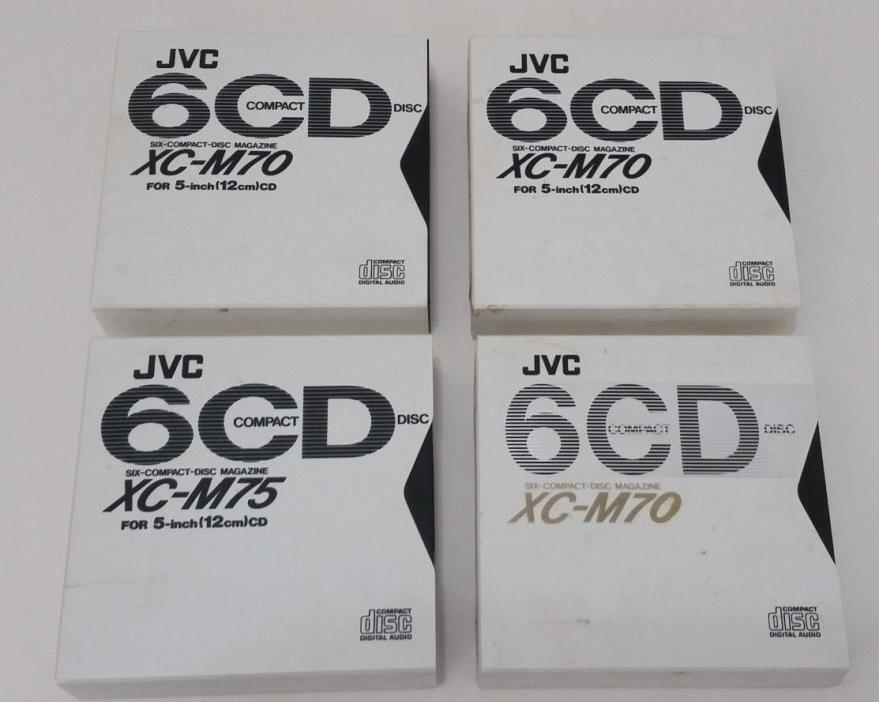 JVC
6CD
COMPACT DISC
SIX-COMPACT-DISC MAGAZINE
XC-M70
FOR 5-inch(12cm)CD
COMPACT
disc
DIGITAL AUDIO
JVC
6CD
COMPACT DISC
SIX-COMPACT-DISC MAGAZINE
XC-M70
FOR 5-inch(12cm)CD
COMPACT
disc
DIGITAL AUDIO
JVC
6CD
COMPACT DISC
SIX-COMPACT-DISC MAGAZINE
XC-M75
FOR 5-inch(12cm)CD
COMPACT
disc
DIGITAL AUDIO
JVC
6CD
COMPACT DISC
SIX-COMPACT-DISC MAGAZINE
XC-M70
COMPACT
disc
DIGITAL AUDIO